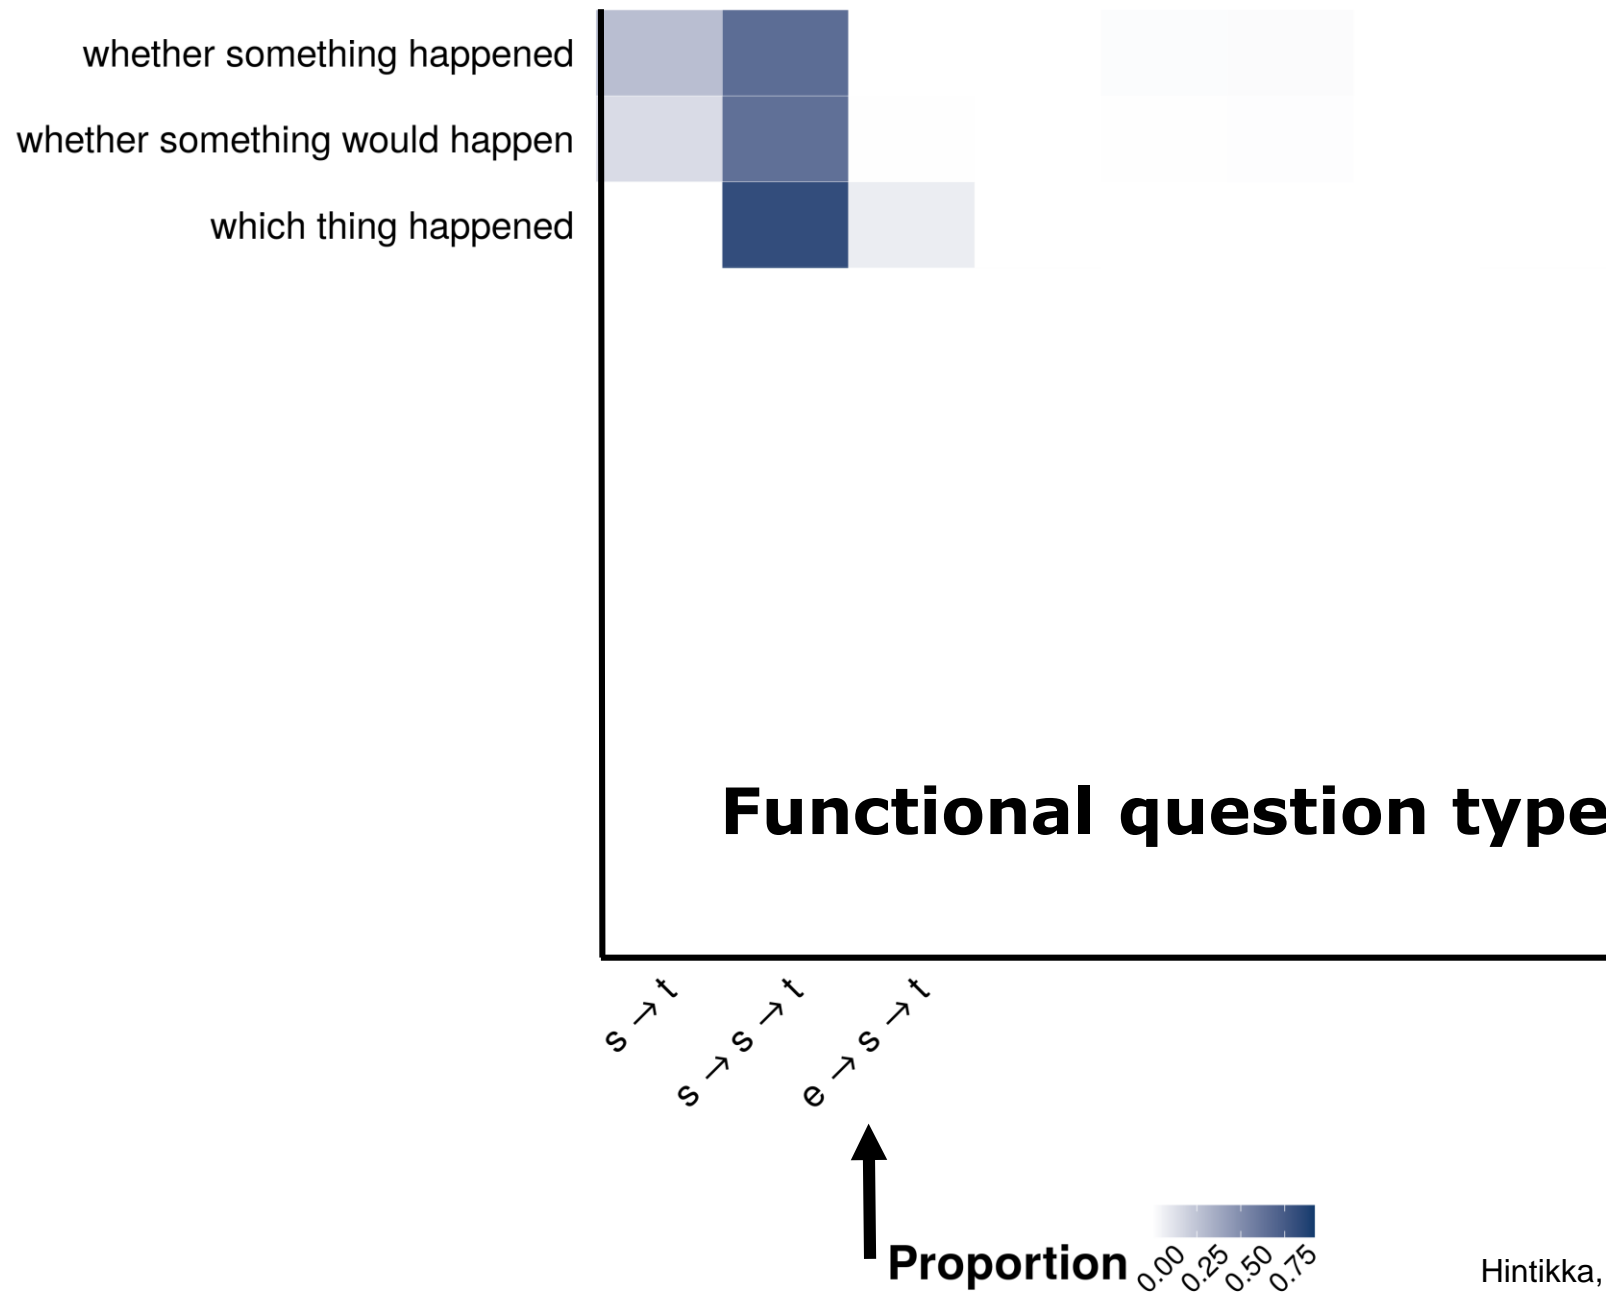 whether something happened
whether something would happen
which thing happened
Functional question type
s → t
s → s → t
e → s → t
Proportion
0.00
0.25
0.50
0.75
Hintikka,